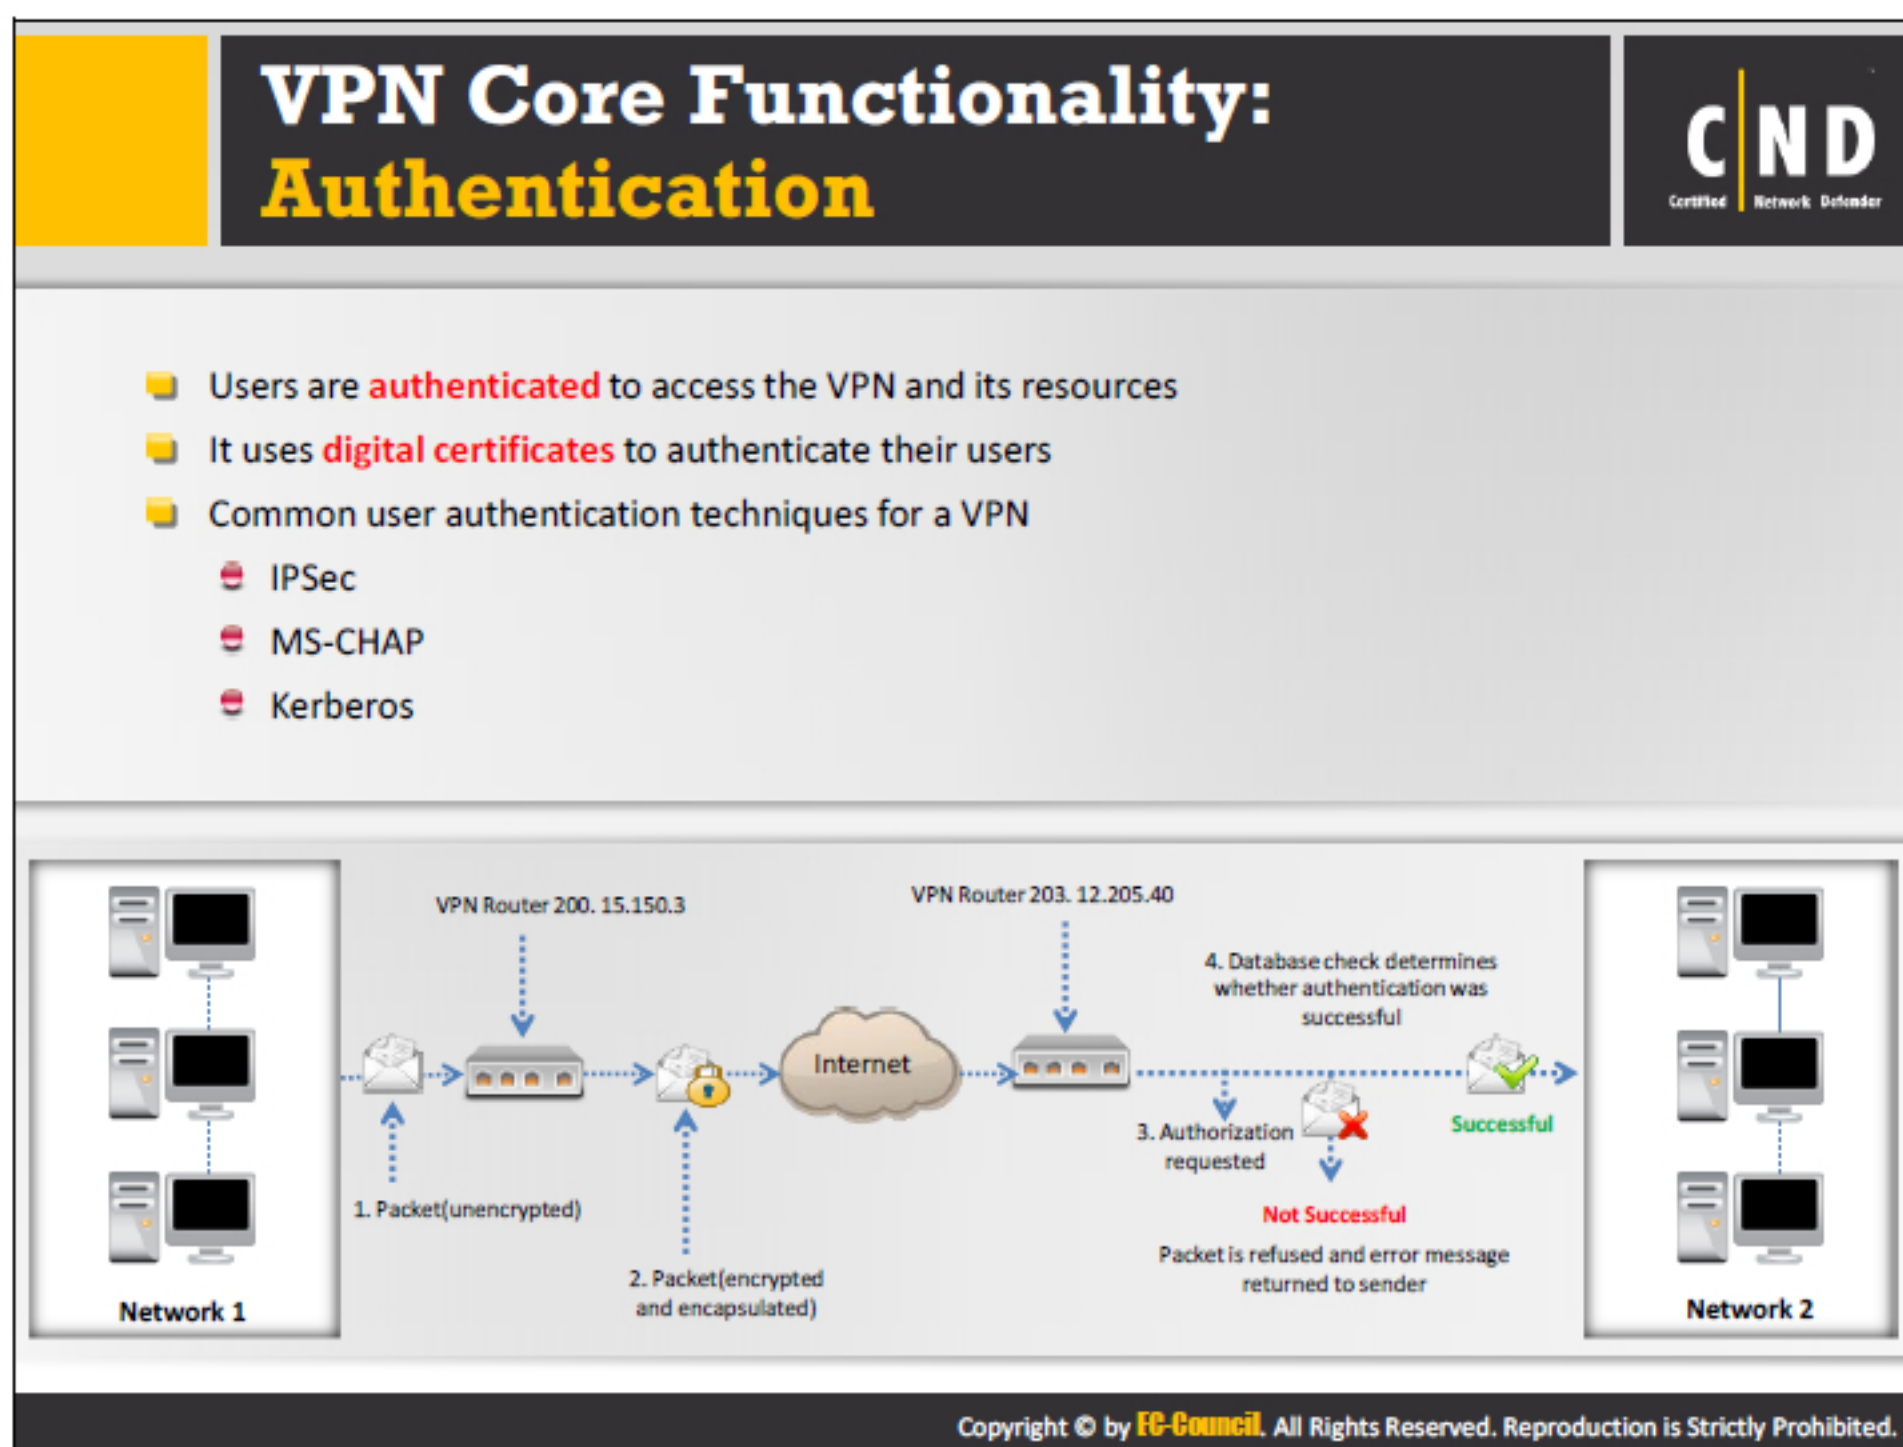 VPN Core Functionality:
Authentication
C|ND
Certified Network Defender
Users are authenticated to access the VPN and its resources
It uses digital certificates to authenticate their users
Common user authentication techniques for a VPN
IPSec
MS-CHAP
Kerberos
Network 1
1. Packet(unencrypted)
VPN Router 200. 15.150.3
2. Packet(encrypted
and encapsulated)
Internet
VPN Router 203. 12.205.40
3. Authorization
requested
4. Database check determines
whether authentication was
successful
Not Successful
Packet is refused and error message
returned to sender
Successful
Network 2
Copyright © by EC-Council. All Rights Reserved. Reproduction is Strictly Prohibited.